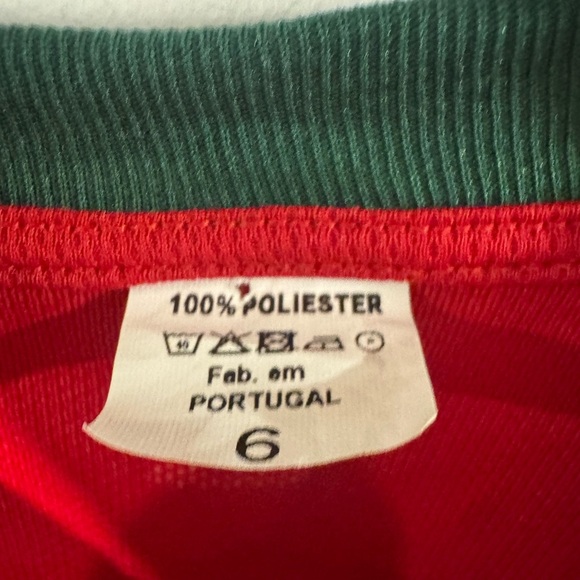 100% POLIESTER
Fab. em
PORTUGAL
6